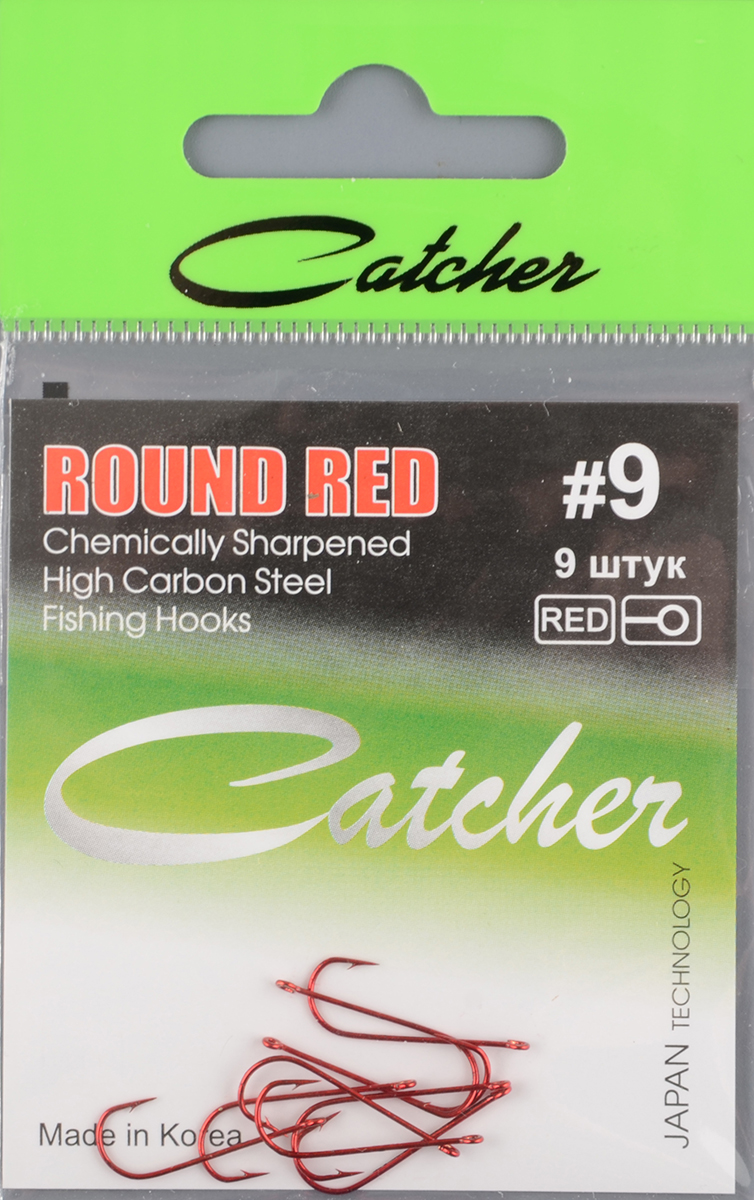 Catcher
ROUND RED
#9
Chemically Sharpened
9 штук
High Carbon Steel
RED
Fishing Hooks
Catcher
JAPAN TECHNOLOGY
Made in Korea